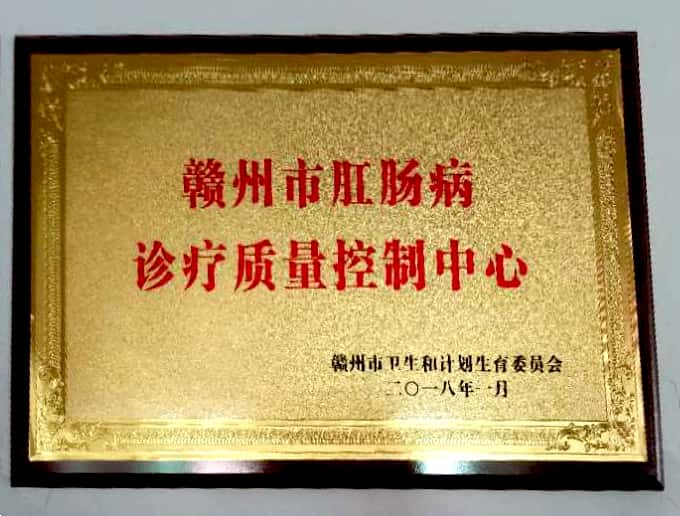 赣州市肛肠病
诊疗质量控制中心
赣州市卫生和计划生育委员会
二〇一八年一月